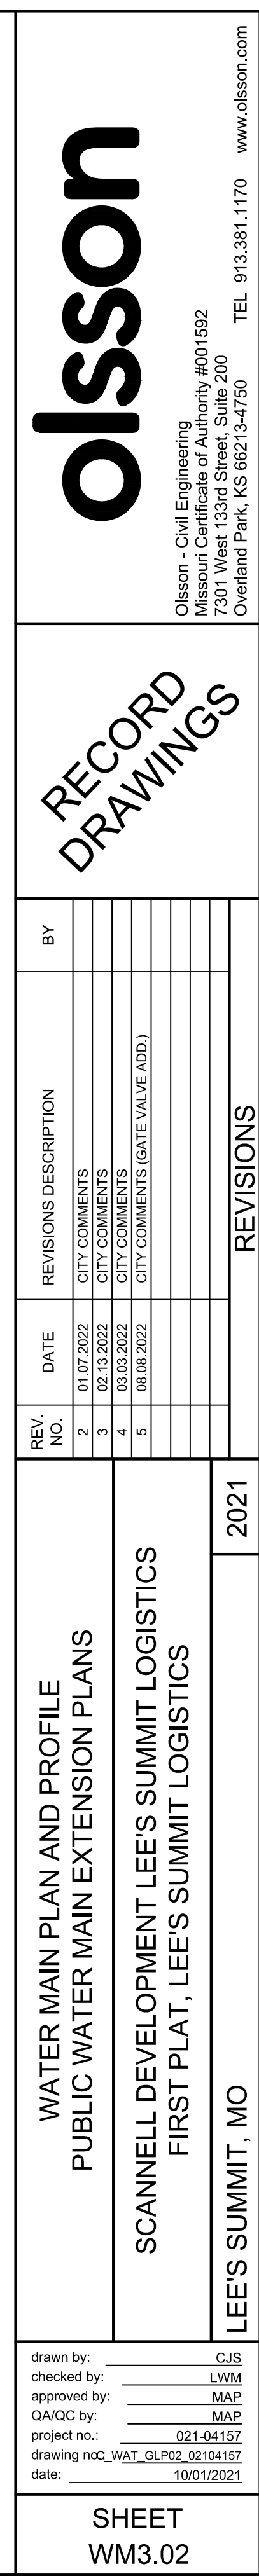 olsson
Olsson - Civil Engineering
Missouri Certificate of Authority #001592
7301 West 133rd Street, Suite 200
Overland Park, KS 66213-4750 TEL 913.381.1170 www.olsson.com
RECORD
DRAWINGS
REV. NO. DATE REVISIONS DESCRIPTION BY
2 01.07.2022 CITY COMMENTS
3 02.13.2022 CITY COMMENTS
4 03.03.2022 CITY COMMENTS
5 08.08.2022 CITY COMMENTS (GATE VALVE ADD.)
REVISIONS
WATER MAIN PLAN AND PROFILE
PUBLIC WATER MAIN EXTENSION PLANS
SCANNELL DEVELOPMENT LEE'S SUMMIT LOGISTICS
FIRST PLAT, LEE'S SUMMIT LOGISTICS
LEE'S SUMMIT, MO 2021
drawn by: CJS
checked by: LWM
approved by: MAP
QA/QC by: MAP
project no.: 021-04157
drawing no.: C_WAT_GLP02_02104157
date: 10/01/2021
SHEET
WM3.02